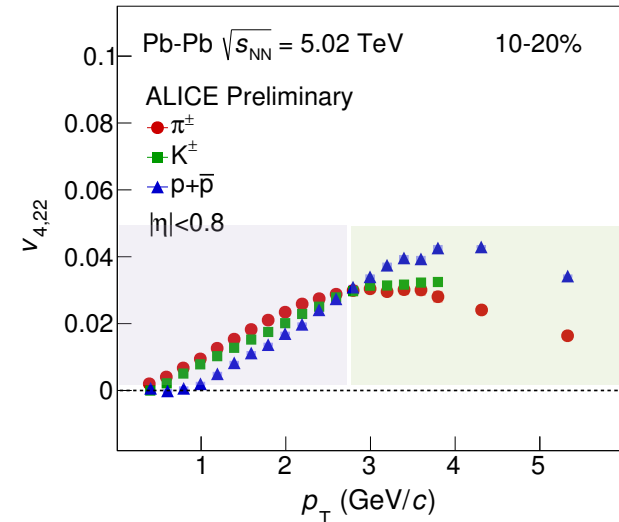 Pb-Pb √s_NN = 5.02 TeV 10-20%
ALICE Preliminary
π±
K±
p+p̅
|η|<0.8
v_4,22
0.1
0.08
0.06
0.04
0.02
0
1 2 3 4 5
p_T (GeV/c)